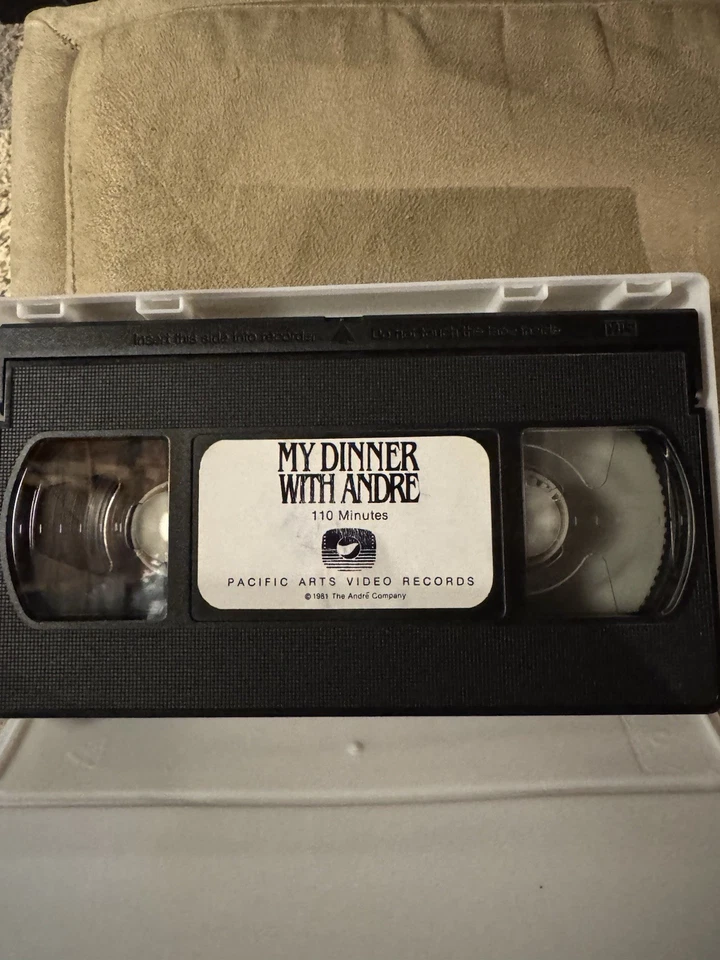 Insert this side into recorder Do not touch the tape inside VHS
MY DINNER
WITH ANDRE
110 Minutes
PACIFIC ARTS VIDEO RECORDS
©1981 The André Company